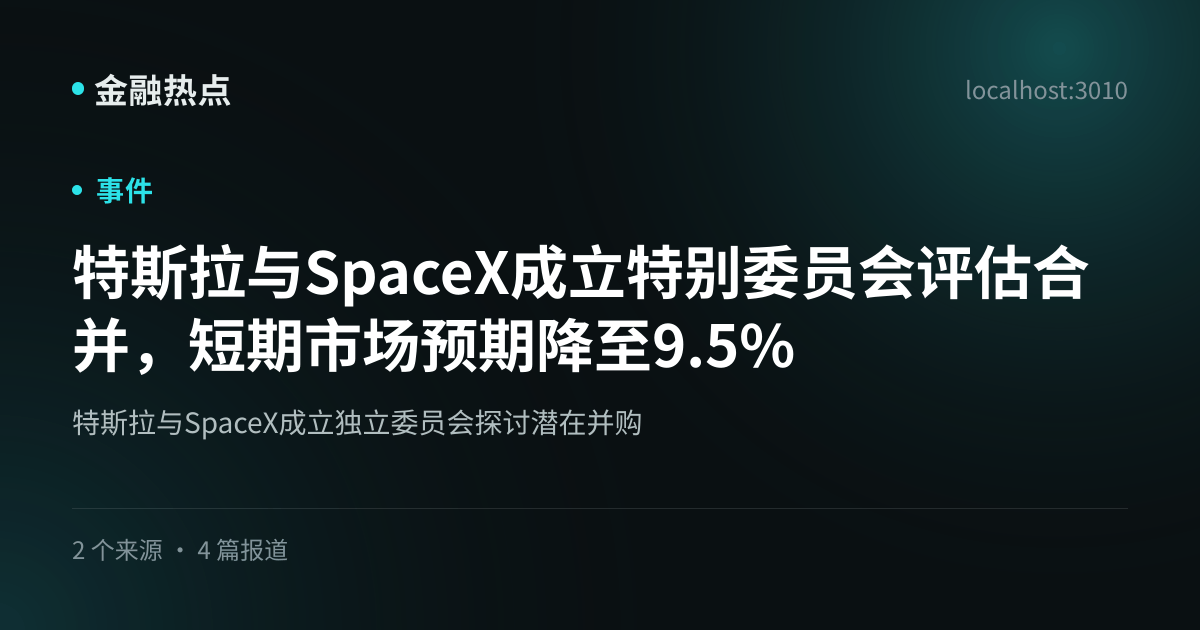 金融热点
localhost:3010
事件
特斯拉与SpaceX成立特别委员会评估合
并，短期市场预期降至9.5%
特斯拉与SpaceX成立独立委员会探讨潜在并购
2 个来源 · 4 篇报道